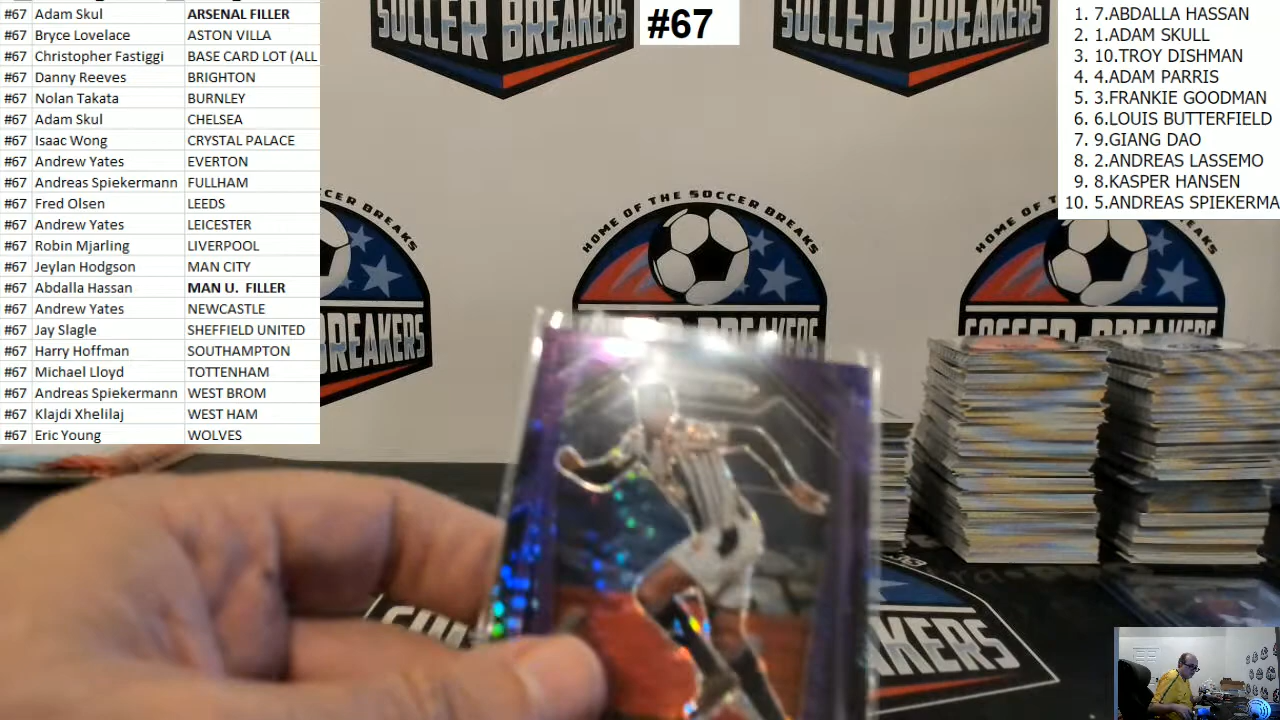 #67 Adam Skul ARSENAL FILLER
#67 Bryce Lovelace ASTON VILLA
#67 Christopher Fastiggi BASE CARD LOT (ALL
#67 Danny Reeves BRIGHTON
#67 Nolan Takata BURNLEY
#67 Adam Skul CHELSEA
#67 Isaac Wong CRYSTAL PALACE
#67 Andrew Yates EVERTON
#67 Andreas Spiekermann FULLHAM
#67 Fred Olsen LEEDS
#67 Andrew Yates LEICESTER
#67 Robin Mjarling LIVERPOOL
#67 Jeylan Hodgson MAN CITY
#67 Abdalla Hassan MAN U. FILLER
#67 Andrew Yates NEWCASTLE
#67 Jay Slagle SHEFFIELD UNITED
#67 Harry Hoffman SOUTHAMPTON
#67 Michael Lloyd TOTTENHAM
#67 Andreas Spiekermann WEST BROM
#67 Klajdi Xhelilaj WEST HAM
#67 Eric Young WOLVES
#67
1. 7.ABDALLA HASSAN
2. 1.ADAM SKULL
3. 10.TROY DISHMAN
4. 4.ADAM PARRIS
5. 3.FRANKIE GOODMAN
6. 6.LOUIS BUTTERFIELD
7. 9.GIANG DAO
8. 2.ANDREAS LASSEMO
9. 8.KASPER HANSEN
10. 5.ANDREAS SPIEKERMA
SOCCER BREAKERS
SOCCER BREAKERS
BREAKERS
HOME OF THE SOCCER BREAKS
SOCCER BREAKERS
HOME OF T
SOCCER BREAKERS
KERS